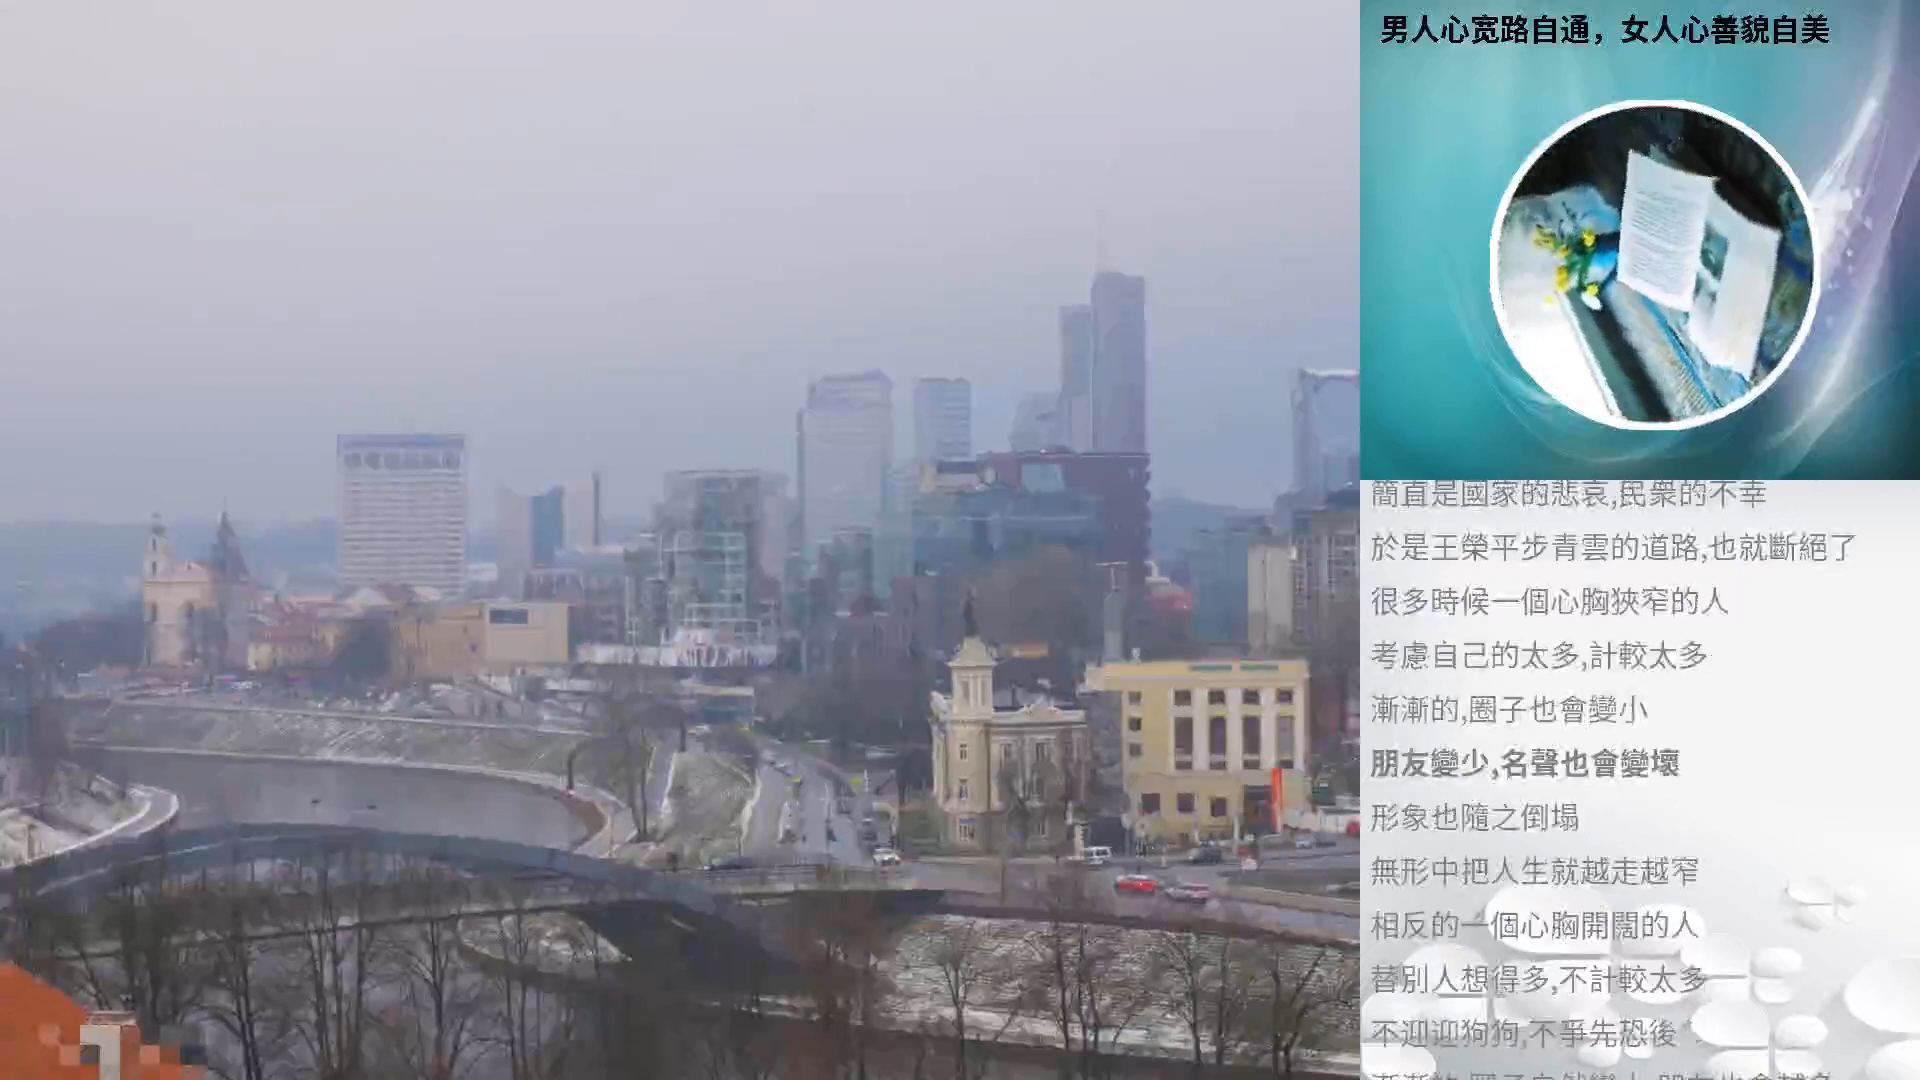 男人心宽路自通，女人心善貌自美
簡直是國家的悲哀,民衆的不幸
於是王榮平步青雲的道路,也就斷絕了
很多時候一個心胸狹窄的人
考慮自己的太多,計較太多
漸漸的,圈子也會變小
朋友變少,名聲也會變壞
形象也隨之倒塌
無形中把人生就越走越窄
相反的一個心胸開闊的人
替別人想得多,不計較太多
不迎迎狗狗,不爭先恐後